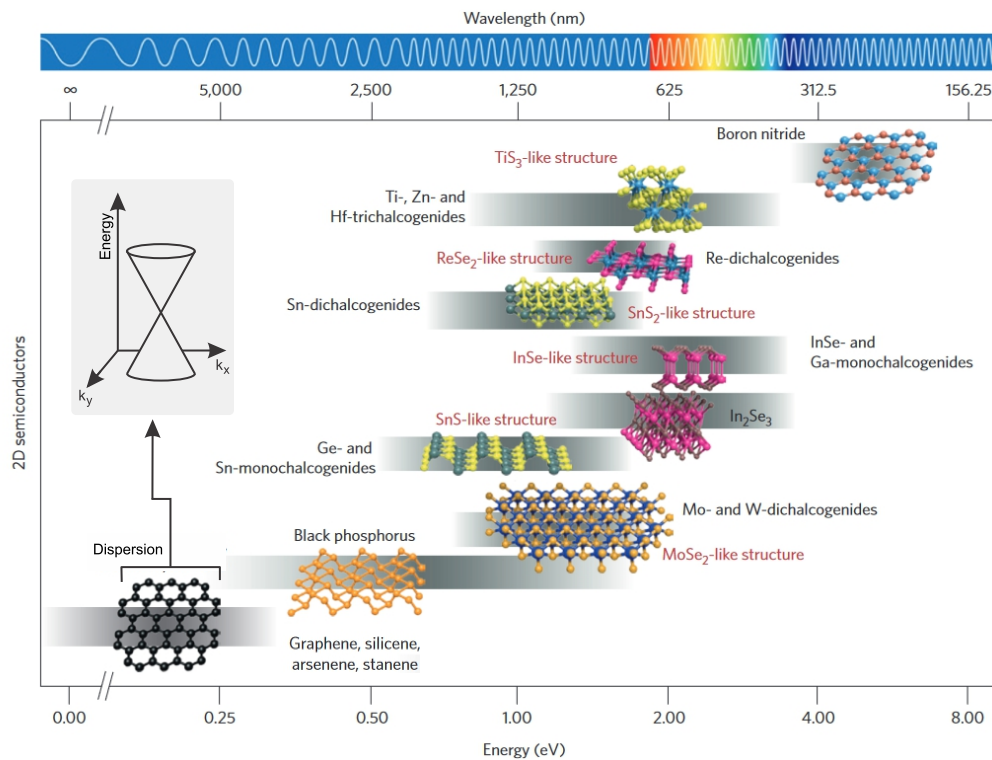 Wavelength (nm)
∞ 5,000 2,500 1,250 625 312.5 156.25
Boron nitride
TiS₃-like structure
Ti-, Zn- and
Hf-trichalcogenides
ReSe₂-like structure
Re-dichalcogenides
Sn-dichalcogenides
SnS₂-like structure
InSe-like structure
InSe- and
Ga-monochalcogenides
In₂Se₃
SnS-like structure
Ge- and
Sn-monochalcogenides
Mo- and W-dichalcogenides
MoSe₂-like structure
Black phosphorus
Graphene, silicene,
arsenene, stanene
Energy
kₓ
k_y
Dispersion
2D semiconductors
0.00 0.25 0.50 1.00 2.00 4.00 8.00
Energy (eV)